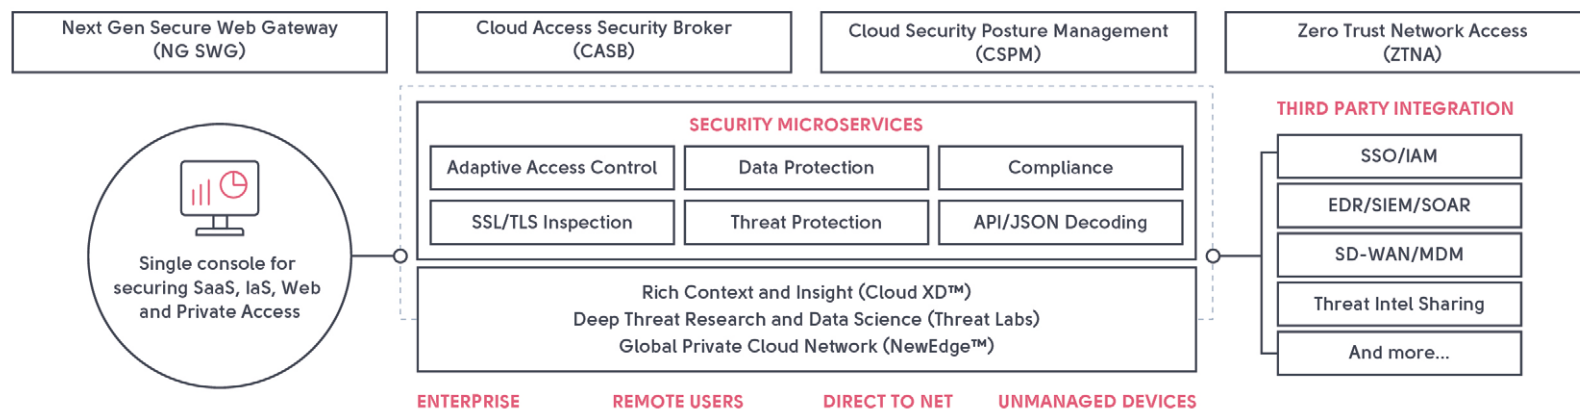 Next Gen Secure Web Gateway
(NG SWG)
Cloud Access Security Broker
(CASB)
Cloud Security Posture Management
(CSPM)
Zero Trust Network Access
(ZTNA)
Single console for
securing SaaS, IaS, Web
and Private Access
SECURITY MICROSERVICES
Adaptive Access Control
Data Protection
Compliance
SSL/TLS Inspection
Threat Protection
API/JSON Decoding
Rich Context and Insight (Cloud XD™)
Deep Threat Research and Data Science (Threat Labs)
Global Private Cloud Network (NewEdge™)
ENTERPRISE
REMOTE USERS
DIRECT TO NET
UNMANAGED DEVICES
THIRD PARTY INTEGRATION
SSO/IAM
EDR/SIEM/SOAR
SD-WAN/MDM
Threat Intel Sharing
And more...